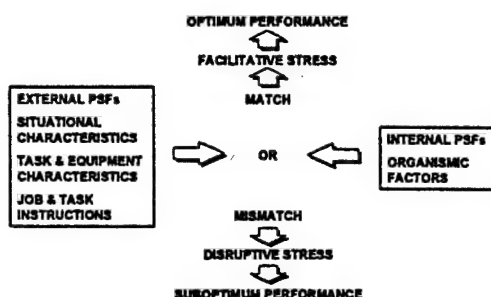 OPTIMUM PERFORMANCE
FACILITATIVE STRESS
MATCH
EXTERNAL PSFs
SITUATIONAL
CHARACTERISTICS
TASK & EQUIPMENT
CHARACTERISTICS
JOB & TASK
INSTRUCTIONS
OR
INTERNAL PSFs
ORGANISMIC
FACTORS
MISMATCH
DISRUPTIVE STRESS
SUBOPTIMUM PERFORMANCE